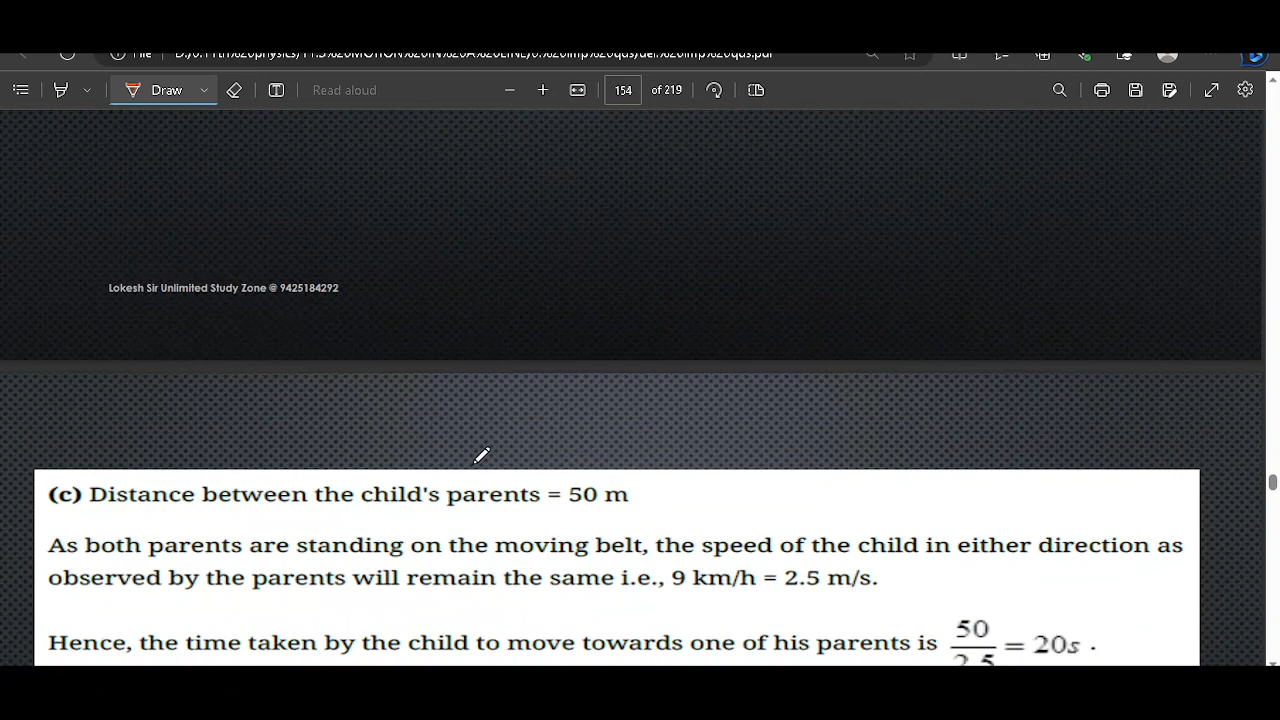 Draw
Read aloud
154 of 219
Lokesh Sir Unlimited Study Zone @ 9425184292
(c) Distance between the child's parents = 50 m
As both parents are standing on the moving belt, the speed of the child in either direction as
observed by the parents will remain the same i.e., 9 km/h = 2.5 m/s.
Hence, the time taken by the child to move towards one of his parents is 50/2.5 = 20s .